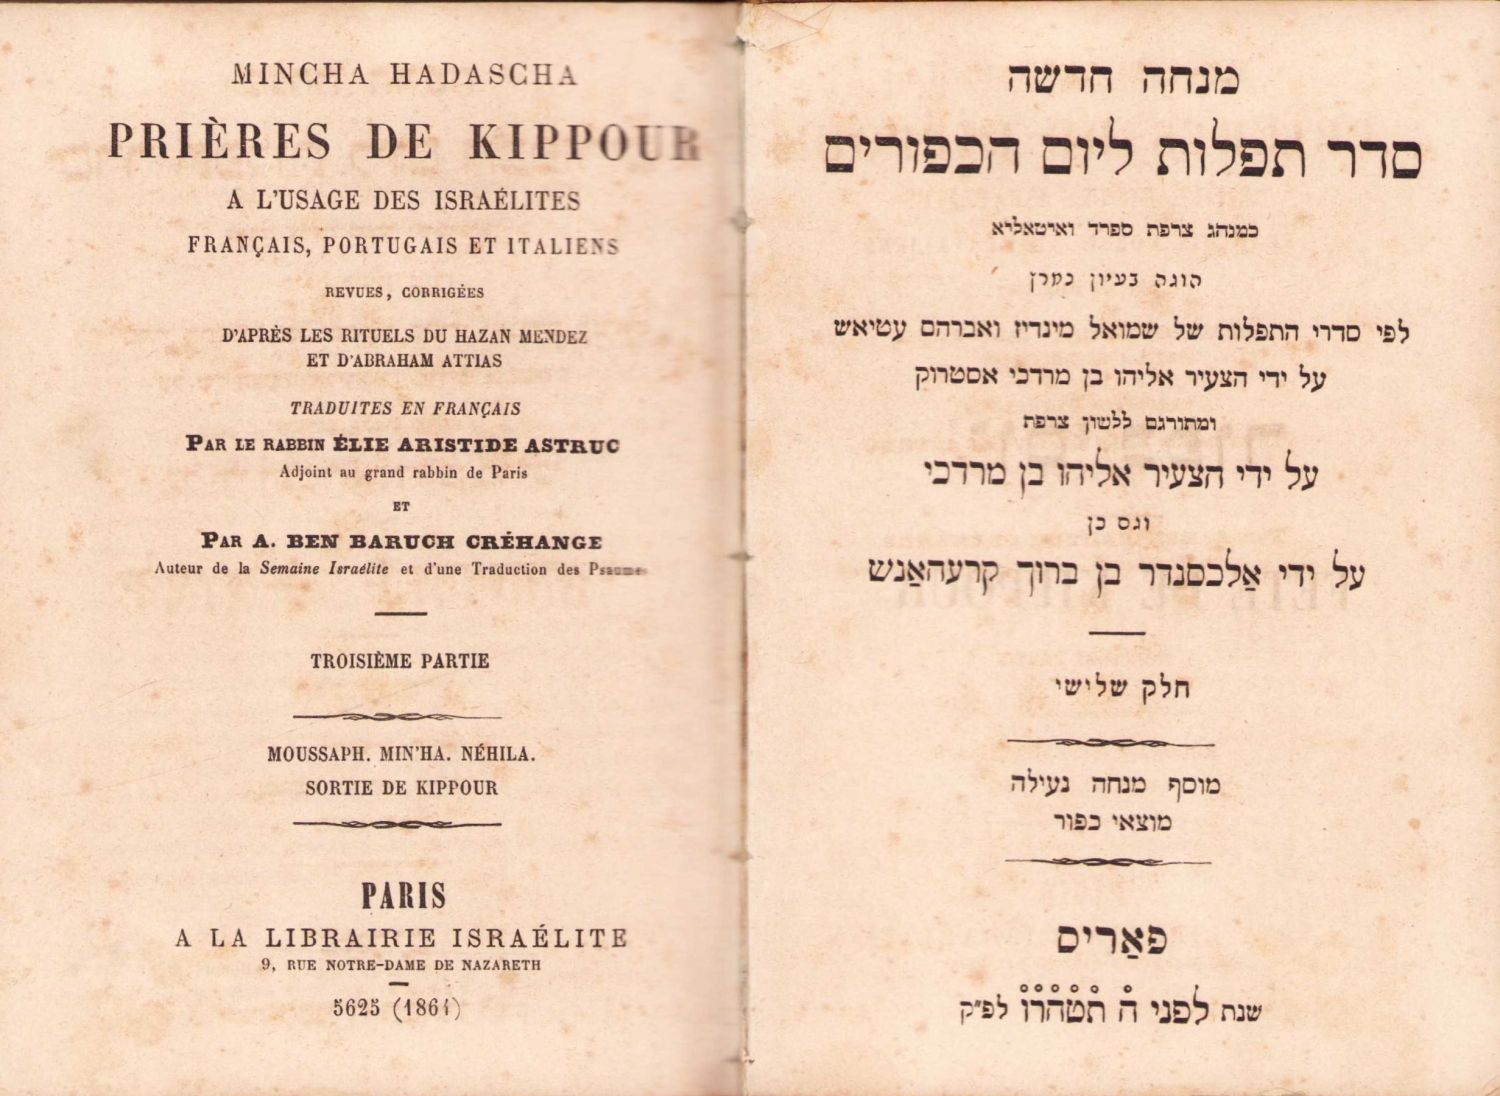 MINCHA HADASCHA
PRIÈRES DE KIPPOUR
A L'USAGE DES ISRAÉLITES
FRANÇAIS, PORTUGAIS ET ITALIENS
REVUES, CORRIGÉES
D'APRÈS LES RITUELS DU HAZAN MENDEZ
ET D'ABRAHAM ATTIAS
TRADUITES EN FRANÇAIS
PAR LE RABBIN ÉLIE ARISTIDE ASTRUC
Adjoint au grand rabbin de Paris
ET
PAR A. BEN BARUCH CRÉHANGE
Auteur de la Semaine Israélite et d'une Traduction des
TROISIÈME PARTIE
MOUSSAPH. MIN'HA. NÉHILA.
SORTIE DE KIPPOUR
PARIS
A LA LIBRAIRIE ISRAÉLITE
9, RUE NOTRE-DAME DE NAZARETH
5625 (1864)
מנחה חדשה
סדר תפלות ליום הכפורים
כמנהג צרפת ספרד ואיטאליא
הוגה בעיון נמרץ
לפי סדרי התפלות של שמואל מינדיז ואברהם עטיאש
על ידי הצעיר אליהו בן מרדכי אסטרוק
ומתורגם ללשון צרפת
על ידי הצעיר אליהו בן מרדכי
וגם כן
על ידי אַלכסנדר בן ברוך קרעהאַנש
חלק שלישי
מוסף מנחה נעילה
מוצאי כפור
פאַריס
שנת לפני ה̊ ת̊ט̊ה̊ר̊ו̊ לפ״ק